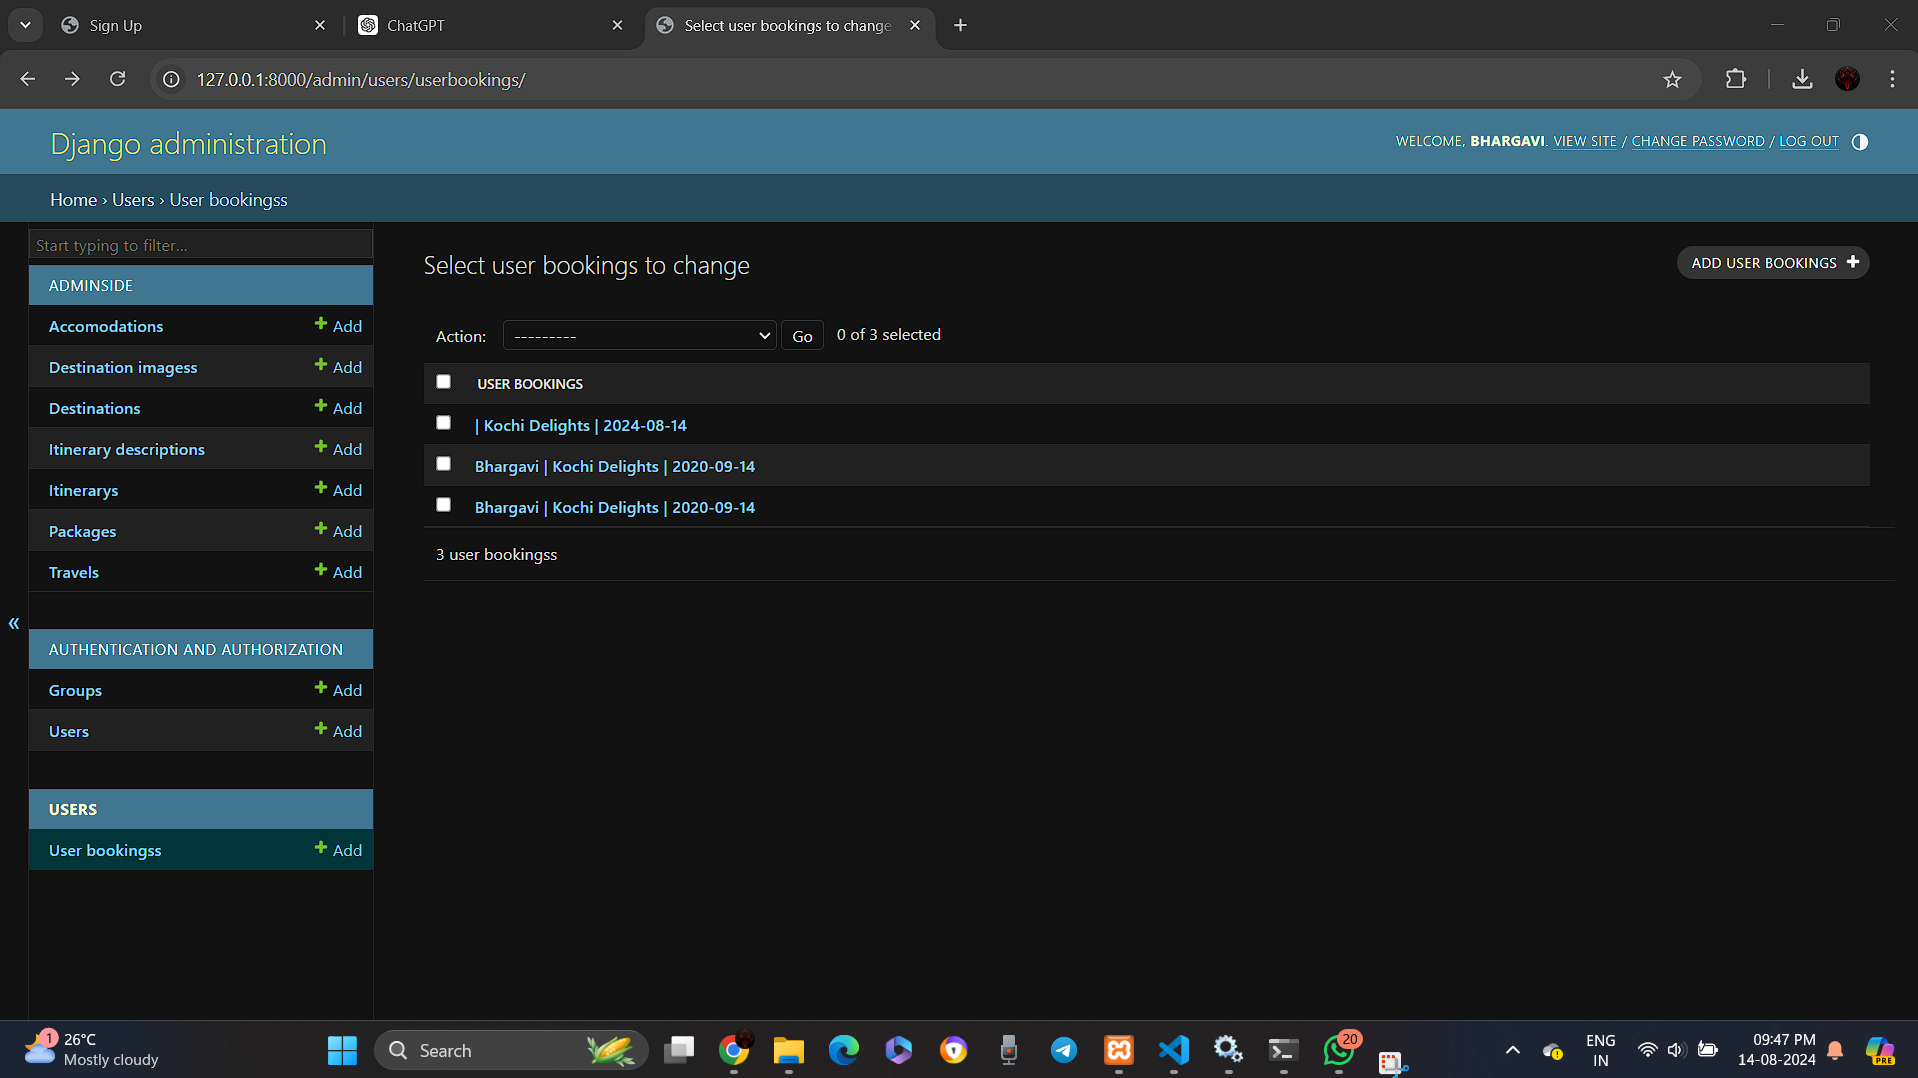 Sign Up
ChatGPT
Select user bookings to change
127.0.0.1:8000/admin/users/userbookings/
Django administration
WELCOME, BHARGAVI. VIEW SITE / CHANGE PASSWORD / LOG OUT
Home › Users › User bookingss
Start typing to filter...
ADMINSIDE
Accomodations + Add
Destination imagess + Add
Destinations + Add
Itinerary descriptions + Add
Itinerarys + Add
Packages + Add
Travels + Add
«
AUTHENTICATION AND AUTHORIZATION
Groups + Add
Users + Add
USERS
User bookingss + Add
Select user bookings to change
ADD USER BOOKINGS +
Action: --------- Go 0 of 3 selected
USER BOOKINGS
| Kochi Delights | 2024-08-14
Bhargavi | Kochi Delights | 2020-09-14
Bhargavi | Kochi Delights | 2020-09-14
3 user bookingss
1
26°C
Mostly cloudy
Search
20
ENG
IN
09:47 PM
14-08-2024
PRE